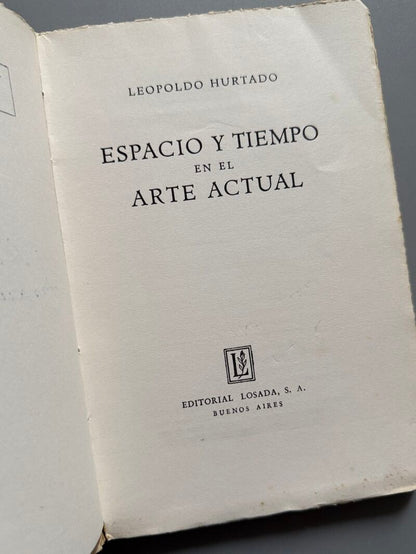 LEOPOLDO HURTADO
ESPACIO Y TIEMPO
EN EL
ARTE ACTUAL
L
EDITORIAL LOSADA, S. A.
BUENOS AIRES